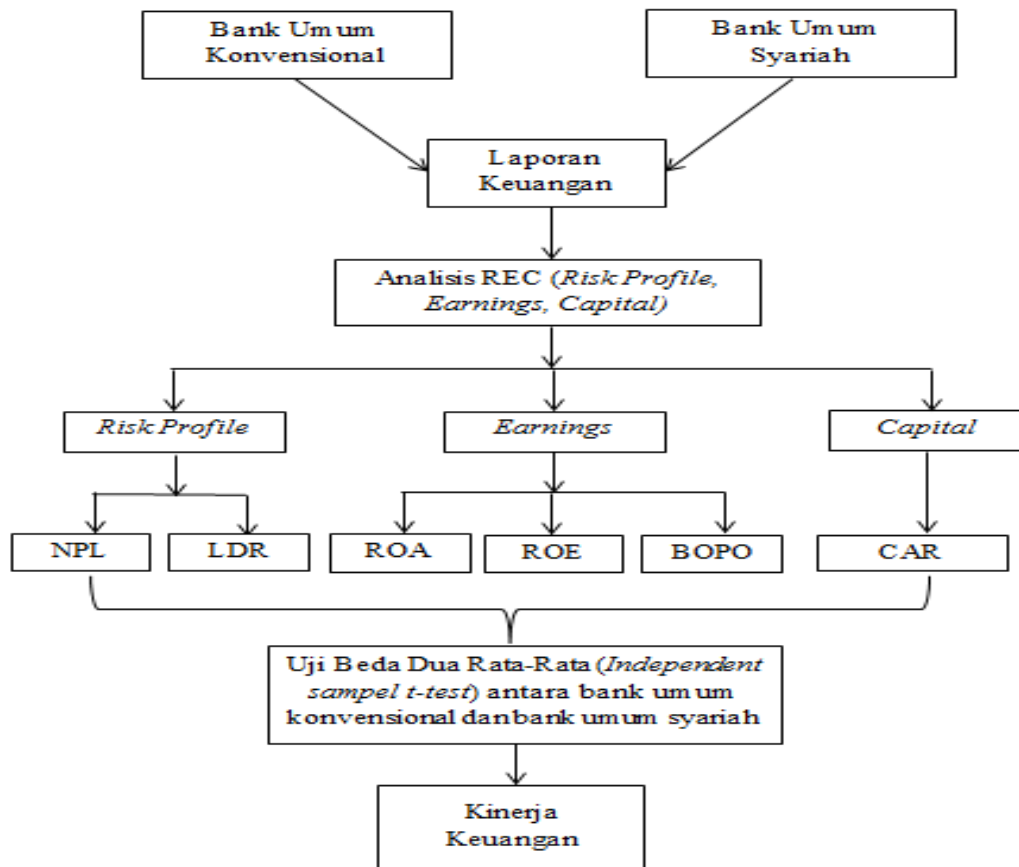 Bank Umum
Konvensional
Bank Umum
Syariah
Laporan
Keuangan
Analisis REC (Risk Profile,
Earnings, Capital)
Risk Profile
Earnings
Capital
NPL
LDR
ROA
ROE
BOPO
CAR
Uji Beda Dua Rata-Rata (Independent
sampel t-test) antara bank umum
konvensional dan bank umum syariah
Kinerja
Keuangan